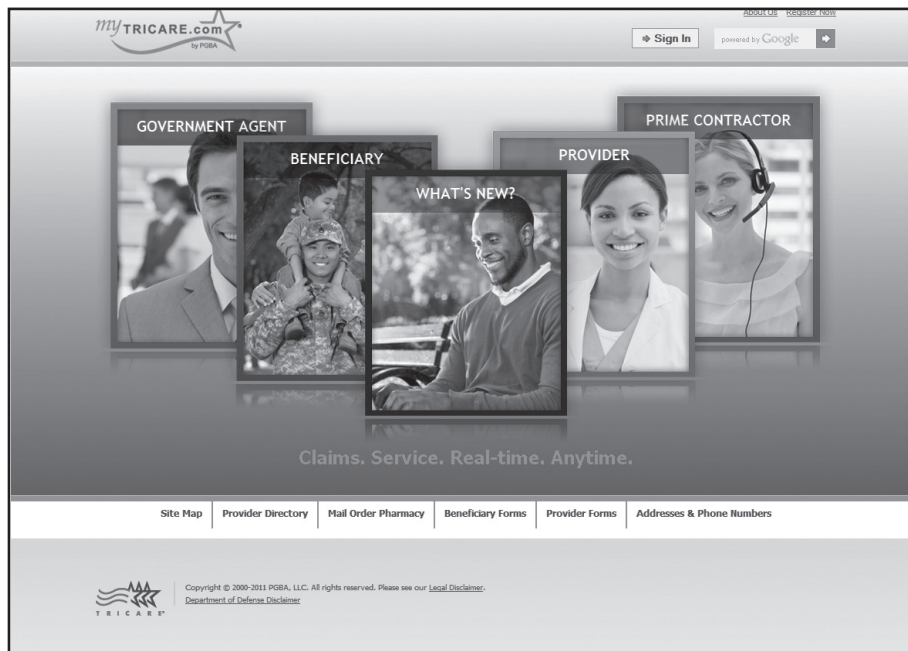 About Us Register Now
my TRICARE.com
by PGBA
Sign In
powered by Google
GOVERNMENT AGENT
BENEFICIARY
WHAT'S NEW?
PROVIDER
PRIME CONTRACTOR
Claims. Service. Real-time. Anytime.
Site Map Provider Directory Mail Order Pharmacy Beneficiary Forms Provider Forms Addresses & Phone Numbers
Copyright © 2000-2011 PGBA, LLC. All rights reserved. Please see our Legal Disclaimer.
Department of Defense Disclaimer
TRICARE